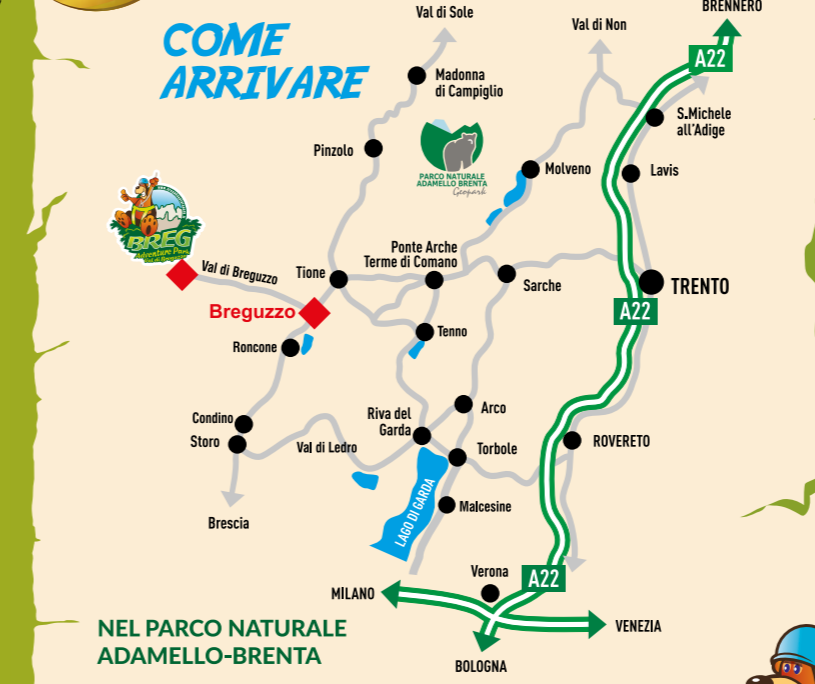 COME
ARRIVARE
Val di Sole
Val di Non
BRENNERO
A22
Madonna
di Campiglio
S.Michele
all'Adige
Pinzolo
PARCO NATURALE
ADAMELLO BRENTA
Geopark
Molveno
Lavis
BREG
Adventure Park
Val di Breguzzo
Val di Breguzzo
Tione
Ponte Arche
Terme di Comano
Sarche
TRENTO
A22
Breguzzo
Roncone
Tenno
Condino
Storo
Val di Ledro
Riva del
Garda
Arco
Torbole
ROVERETO
LAGO DI GARDA
Malcesine
Brescia
Verona
A22
MILANO
VENEZIA
BOLOGNA
NEL PARCO NATURALE
ADAMELLO-BRENTA